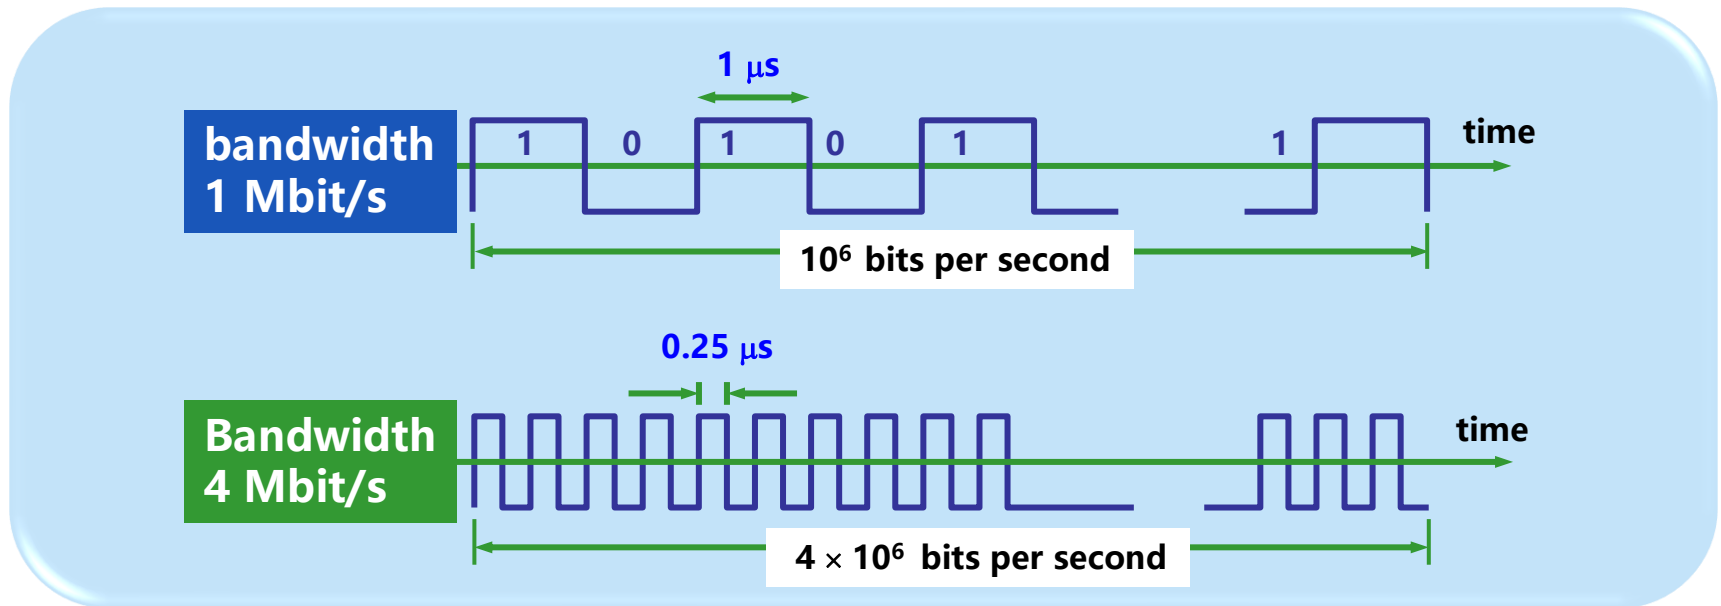 1 μs
bandwidth
1 Mbit/s
1 0 1 0 1 1
time
10⁶ bits per second
0.25 μs
Bandwidth
4 Mbit/s
time
4 × 10⁶ bits per second